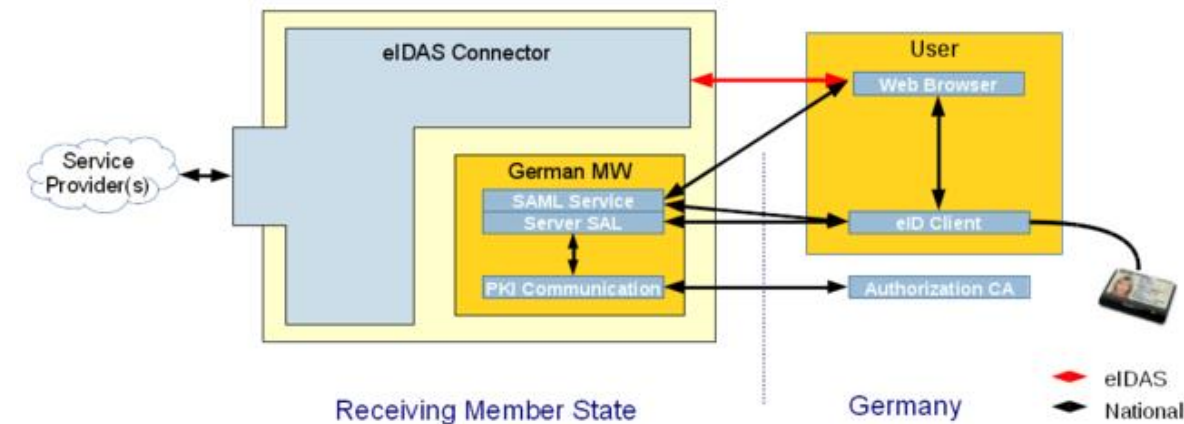 eIDAS Connector
User
Web Browser
Service
Provider(s)
German MW
SAML Service
Server SAL
eID Client
PKI Communication
Authorization CA
eIDAS
National
Receiving Member State
Germany